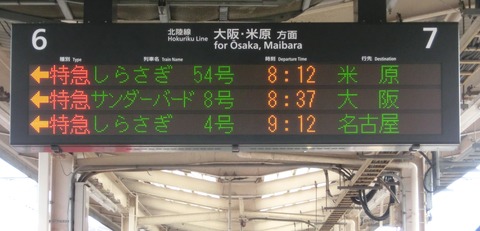 6 北陸線 大阪・米原 方面 7
Hokuriku Line for Ōsaka, Maibara
種別 Type 列車名 Train Name 時刻 Departure Time 行先 Destination
←特急 しらさぎ 54号 8:12 米原
←特急 サンダーバード 8号 8:37 大阪
←特急 しらさぎ 4号 9:12 名古屋